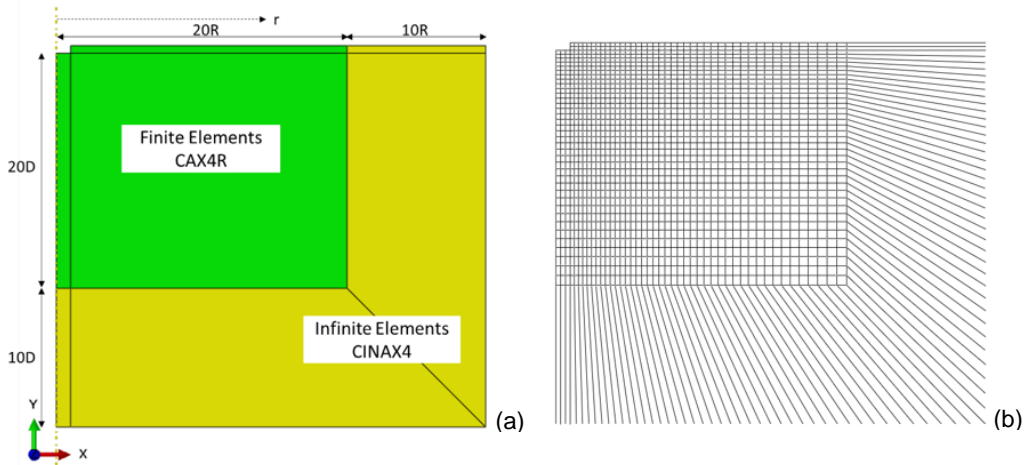 r
20R
10R
Finite Elements
CAX4R
20D
Infinite Elements
CINAX4
10D
Y
X
(a)
(b)